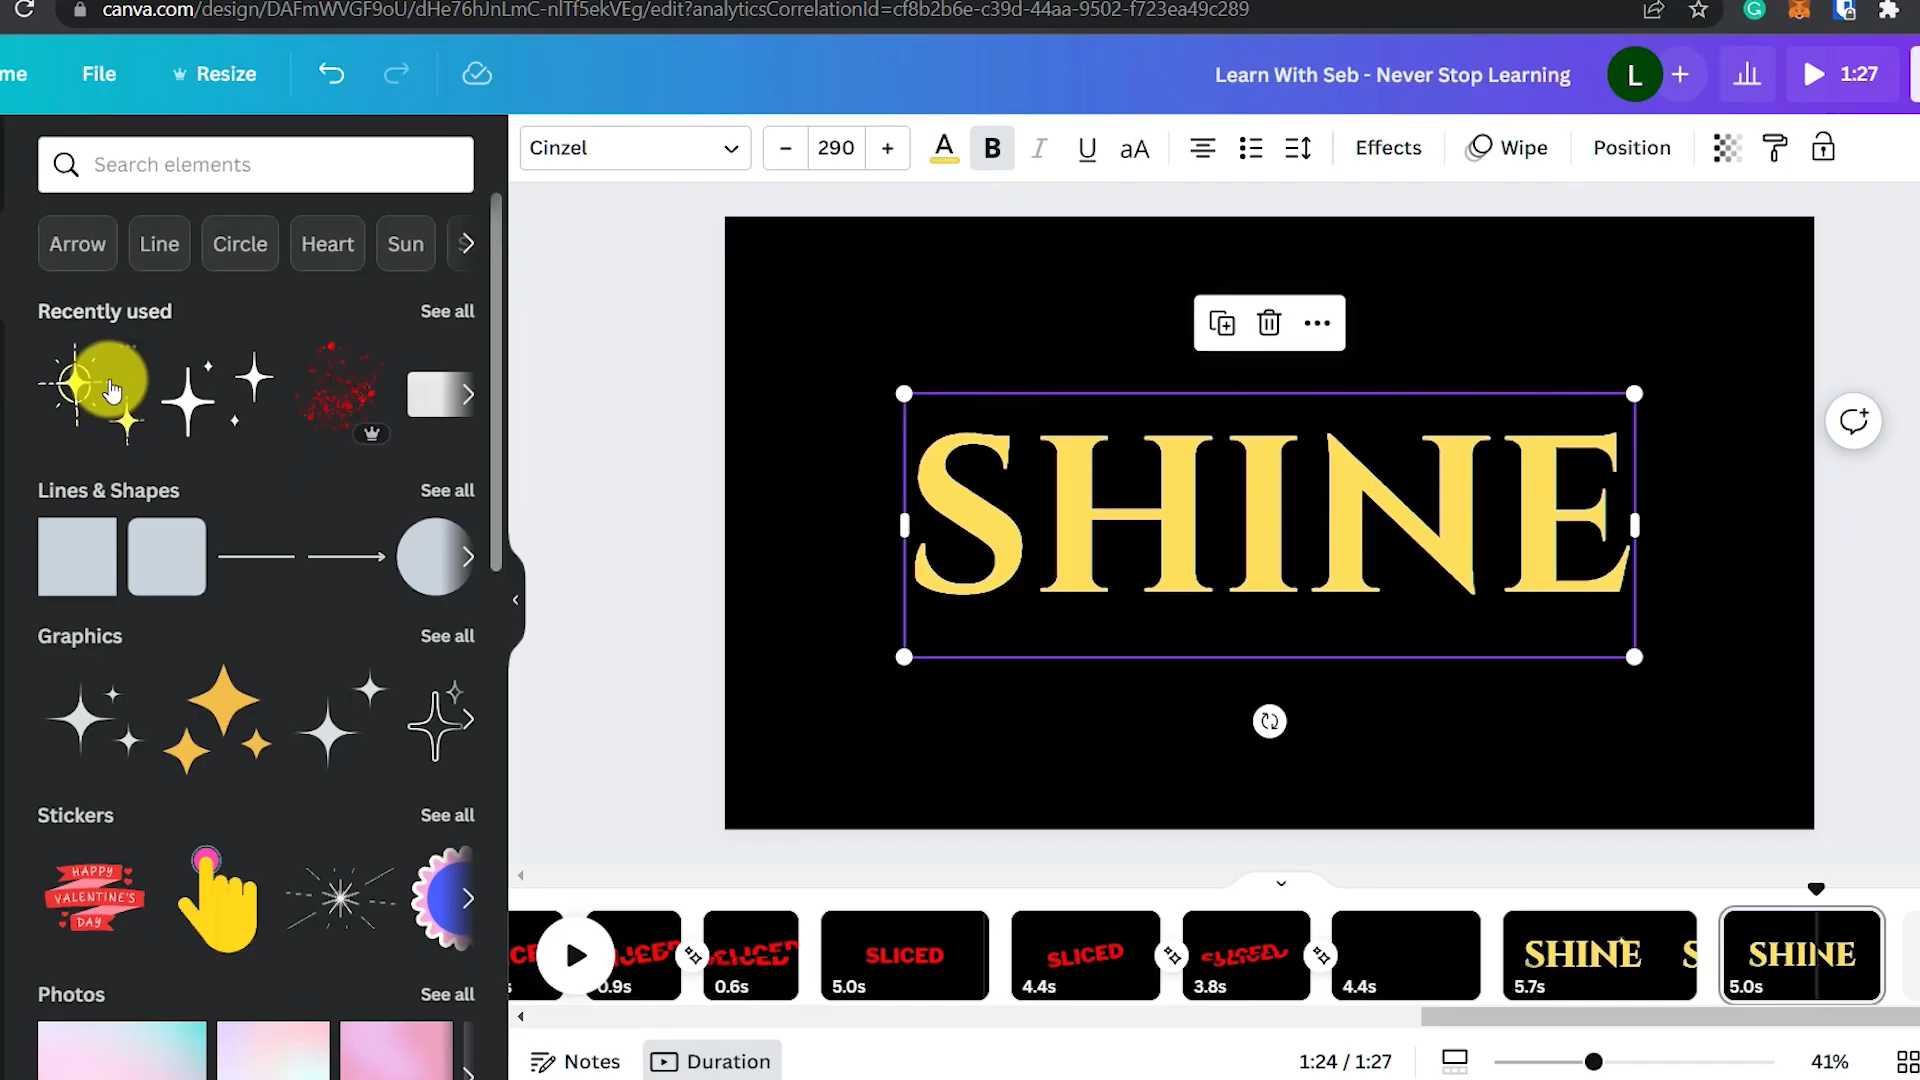 canva.com/design/DAFmWVGF9oU/dHe76hJnLmC-nlTf5ekVEg/edit?analyticsCorrelationId=cf8b2b6e-c39d-44aa-9502-f723ea49c289
me File Resize Learn With Seb - Never Stop Learning L + 1:27
Search elements
Cinzel − 290 + A B I U aA Effects Wipe Position
Arrow Line Circle Heart Sun S
Recently used See all
SHINE
Lines & Shapes See all
Graphics See all
Stickers See all
HAPPY
VALENTINE'S
DAY
SLICED SLICED SLICED SLICED SLICED SHINE S SHINE
0.9s 0.6s 5.0s 4.4s 3.8s 4.4s 5.7s 5.0s
Photos See all
Notes Duration 1:24 / 1:27 41%